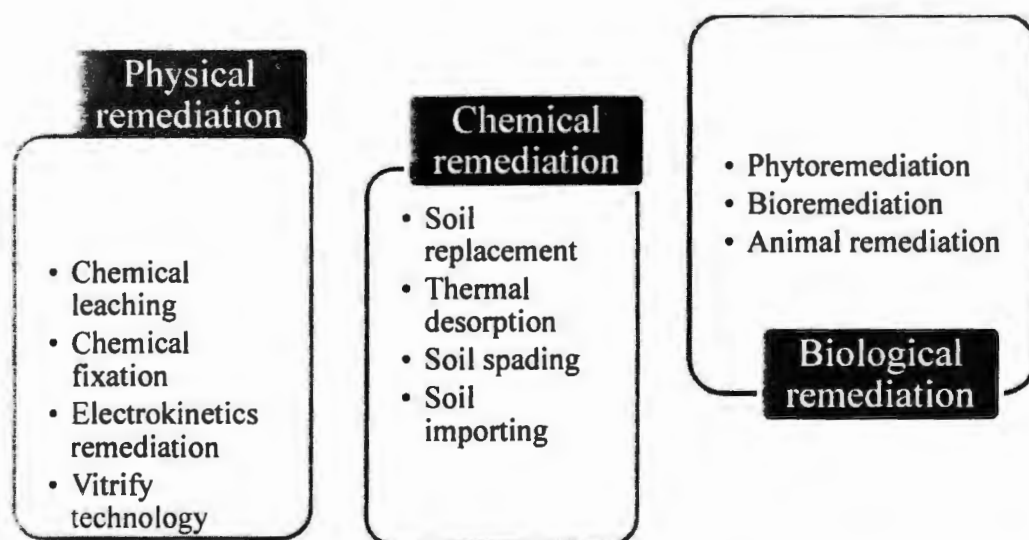 Physical
remediation
• Chemical
leaching
• Chemical
fixation
• Electrokinetics
remediation
• Vitrify
technology
Chemical
remediation
• Soil
replacement
• Thermal
desorption
• Soil spading
• Soil
importing
• Phytoremediation
• Bioremediation
• Animal remediation
Biological
remediation